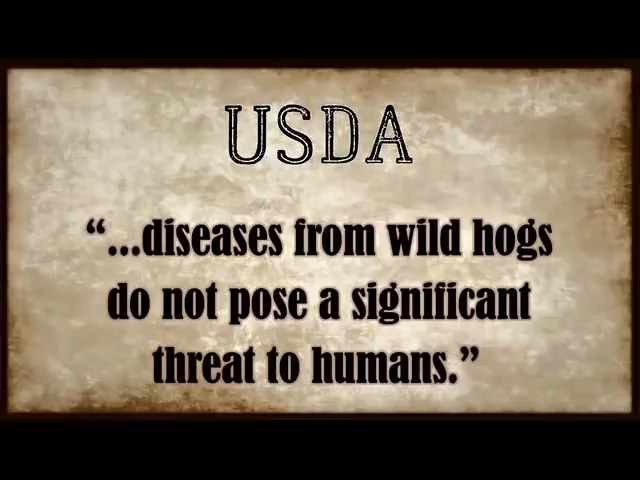 USDA
“...diseases from wild hogs
do not pose a significant
threat to humans.”